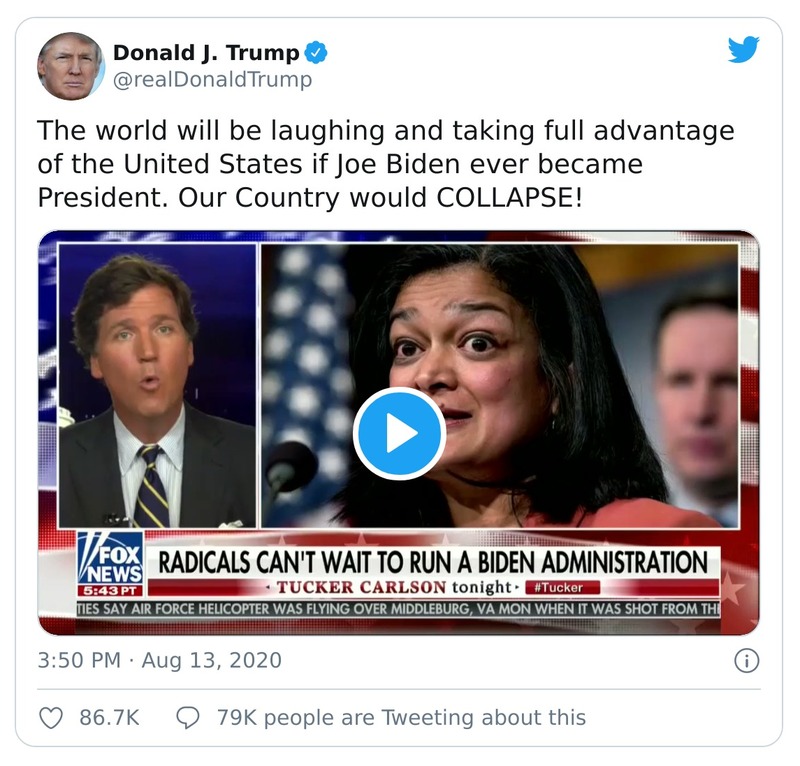 Donald J. Trump
@realDonaldTrump
The world will be laughing and taking full advantage
of the United States if Joe Biden ever became
President. Our Country would COLLAPSE!
FOX
NEWS
5:43 PT
RADICALS CAN'T WAIT TO RUN A BIDEN ADMINISTRATION
TUCKER CARLSON tonight
#Tucker
TIES SAY AIR FORCE HELICOPTER WAS FLYING OVER MIDDLEBURG, VA MON WHEN IT WAS SHOT FROM THE
3:50 PM · Aug 13, 2020
86.7K
79K people are Tweeting about this